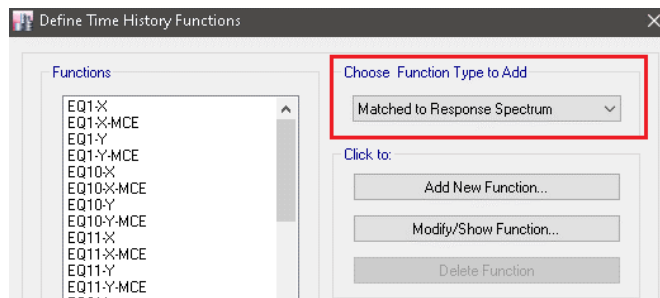 Define Time History Functions
Functions
EQ1-X
EQ1-X-MCE
EQ1-Y
EQ1-Y-MCE
EQ10-X
EQ10-X-MCE
EQ10-Y
EQ10-Y-MCE
EQ11-X
EQ11-X-MCE
EQ11-Y
EQ11-Y-MCE
Choose Function Type to Add
Matched to Response Spectrum
Click to:
Add New Function...
Modify/Show Function...
Delete Function